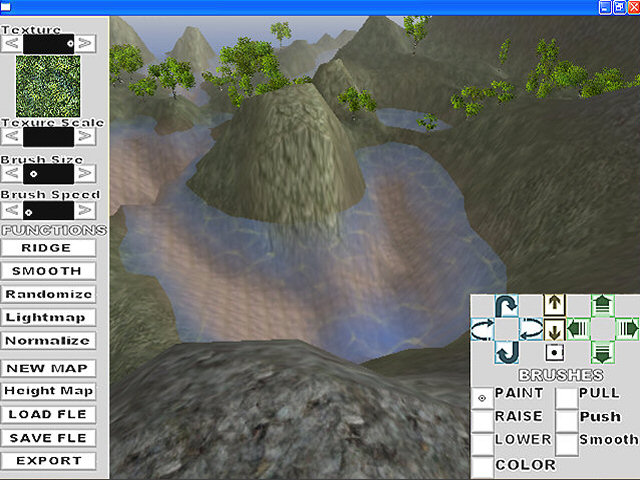 Texture
Texure Scale
Brush Size
Brush Speed
FUNCTIONS
RIDGE
SMOOTH
Randomize
Lightmap
Normalize
NEW MAP
Height Map
LOAD FLE
SAVE FLE
EXPORT
BRUSHES
PAINT PULL
RAISE Push
LOWER Smooth
COLOR